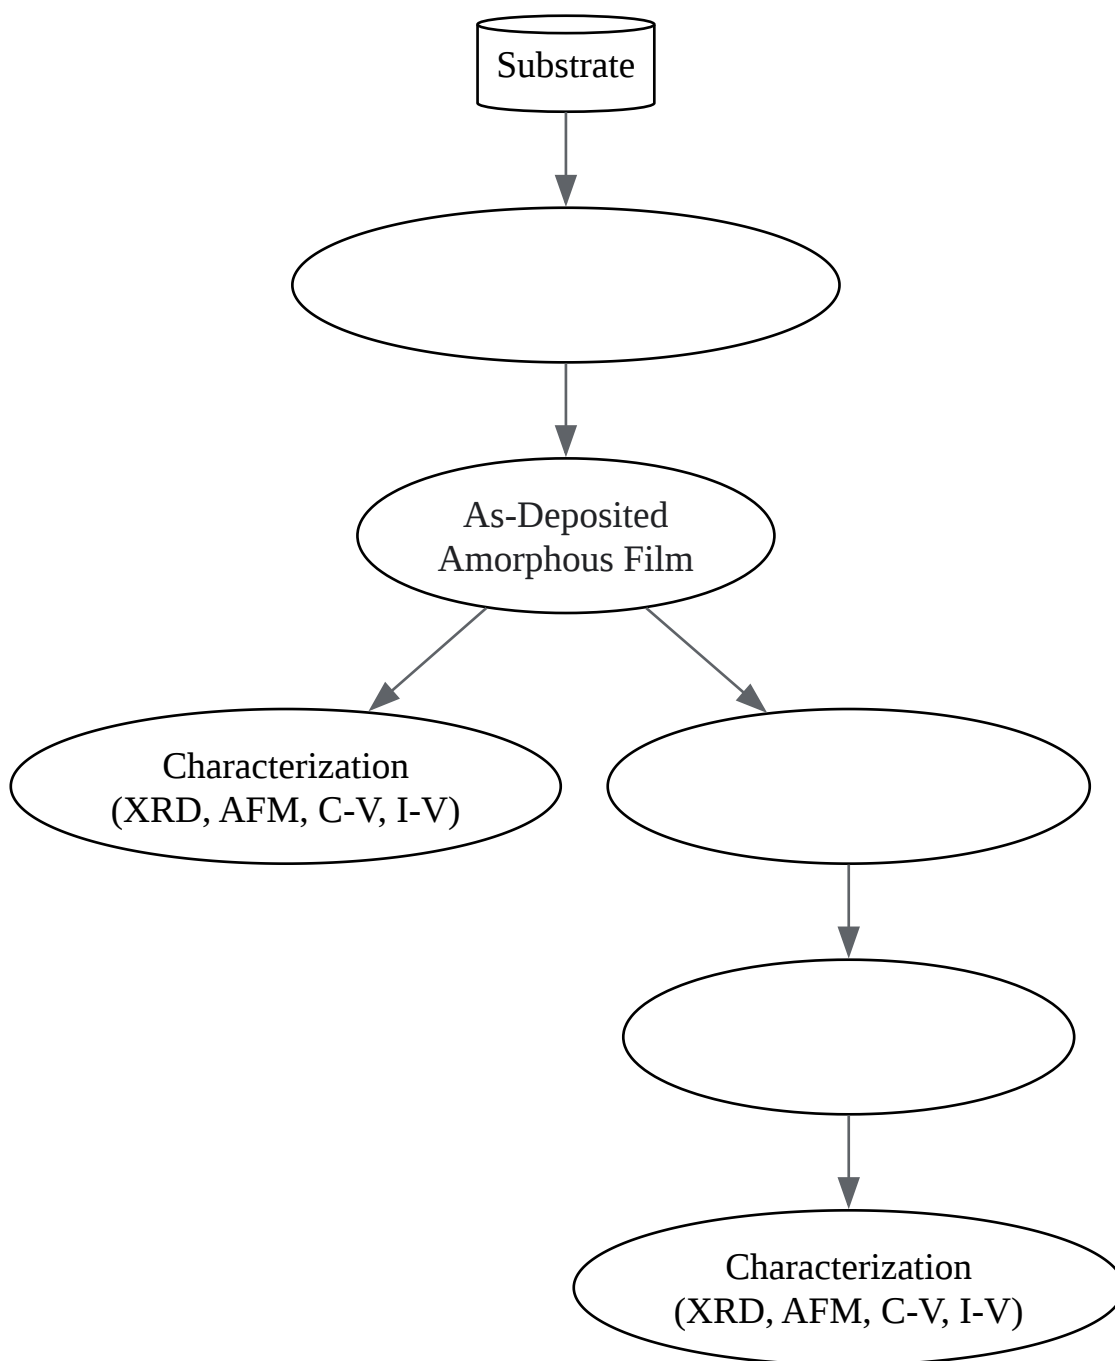 Substrate
As-Deposited
Amorphous Film
Characterization
(XRD, AFM, C-V, I-V)
Characterization
(XRD, AFM, C-V, I-V)